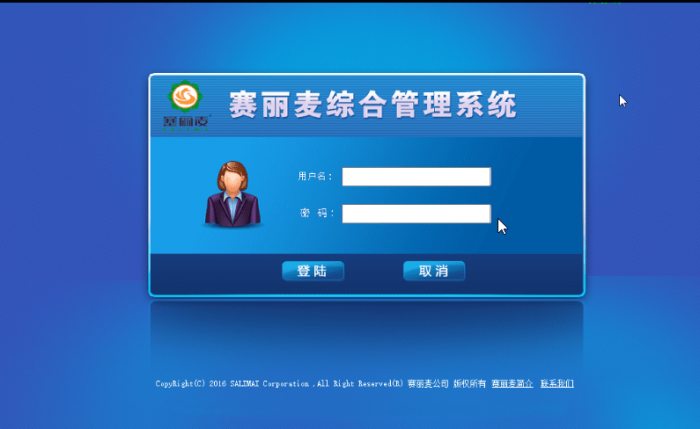 赛丽麦综合管理系统
赛丽麦
用户名：
密 码：
登陆 取消
CopyRight(C) 2016 SALIMAI Corporation .All Right Reserved(R) 赛丽麦公司 版权所有 赛丽麦简介 联系我们